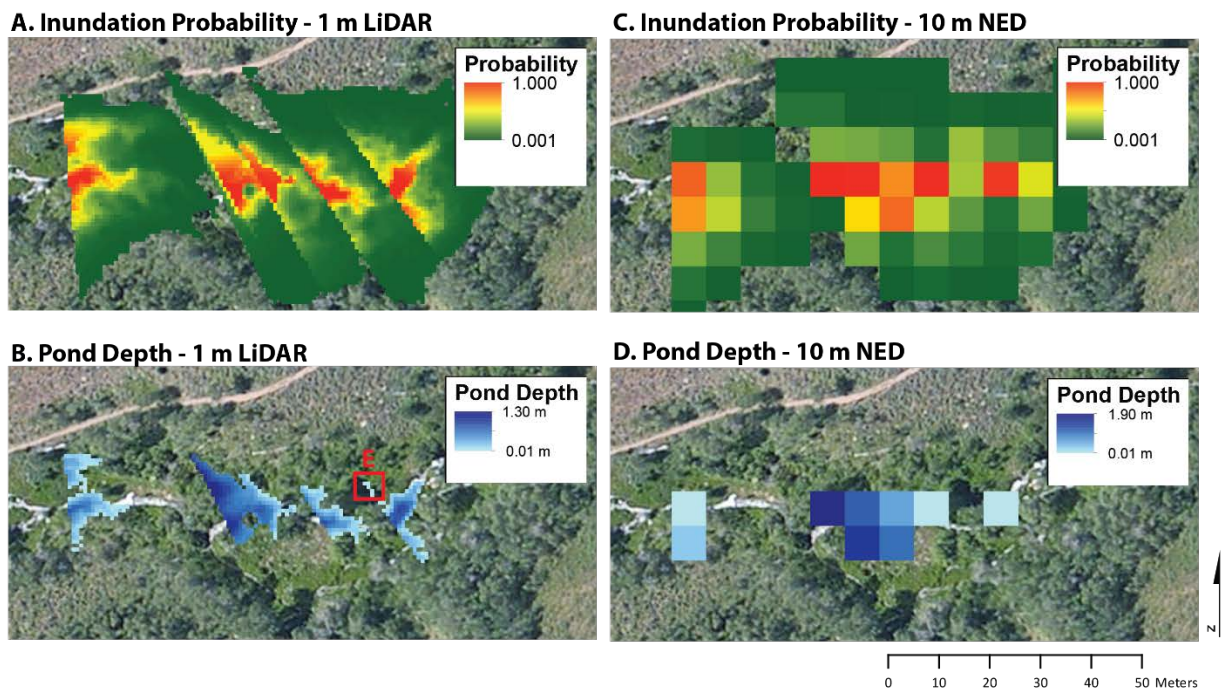 A. Inundation Probability - 1 m LiDAR
Probability
1.000
0.001
C. Inundation Probability - 10 m NED
Probability
1.000
0.001
B. Pond Depth - 1 m LiDAR
Pond Depth
1.30 m
0.01 m
E
D. Pond Depth - 10 m NED
Pond Depth
1.90 m
0.01 m
N
0 10 20 30 40 50 Meters